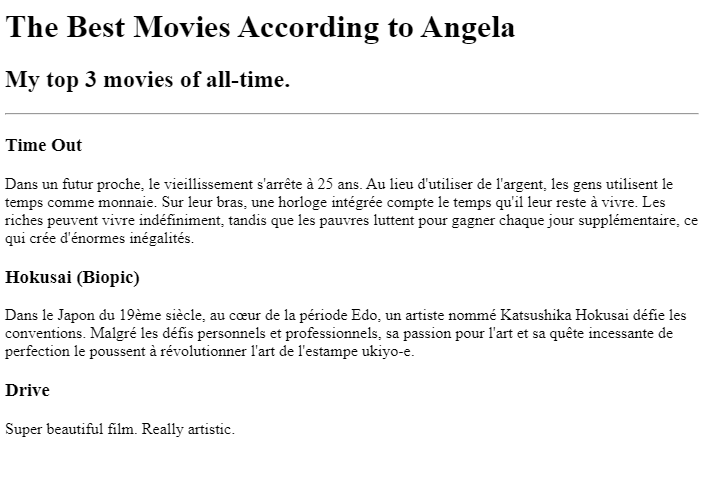 The Best Movies According to Angela
My top 3 movies of all-time.
Time Out
Dans un futur proche, le vieillissement s'arrête à 25 ans. Au lieu d'utiliser de l'argent, les gens utilisent le
temps comme monnaie. Sur leur bras, une horloge intégrée compte le temps qu'il leur reste à vivre. Les
riches peuvent vivre indéfiniment, tandis que les pauvres luttent pour gagner chaque jour supplémentaire, ce
qui crée d'énormes inégalités.
Hokusai (Biopic)
Dans le Japon du 19ème siècle, au cœur de la période Edo, un artiste nommé Katsushika Hokusai défie les
conventions. Malgré les défis personnels et professionnels, sa passion pour l'art et sa quête incessante de
perfection le poussent à révolutionner l'art de l'estampe ukiyo-e.
Drive
Super beautiful film. Really artistic.